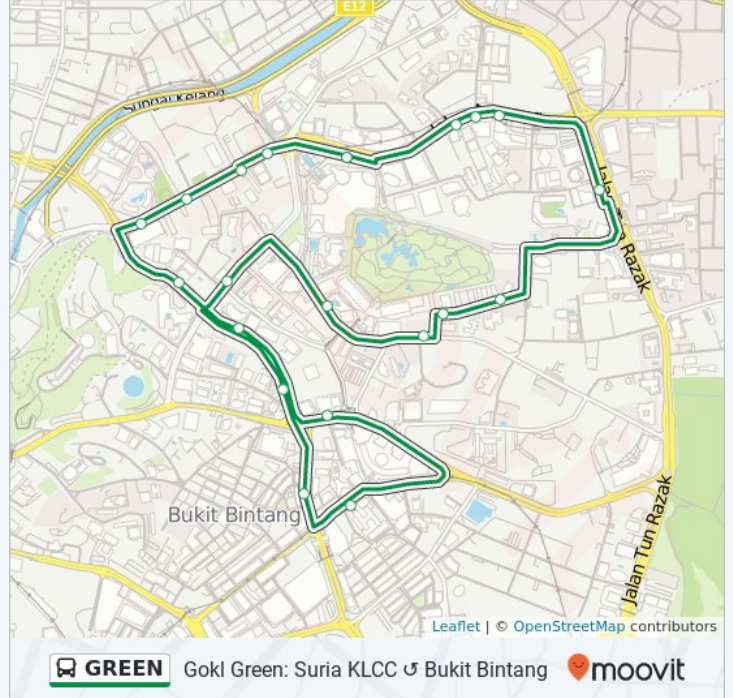 E12
Sungai Kelang
Jalan Tun Razak
Bukit Bintang
Jalan Tun Razak
Leaflet | © OpenStreetMap contributors
GREEN Gokl Green: Suria KLCC ↺ Bukit Bintang moovit